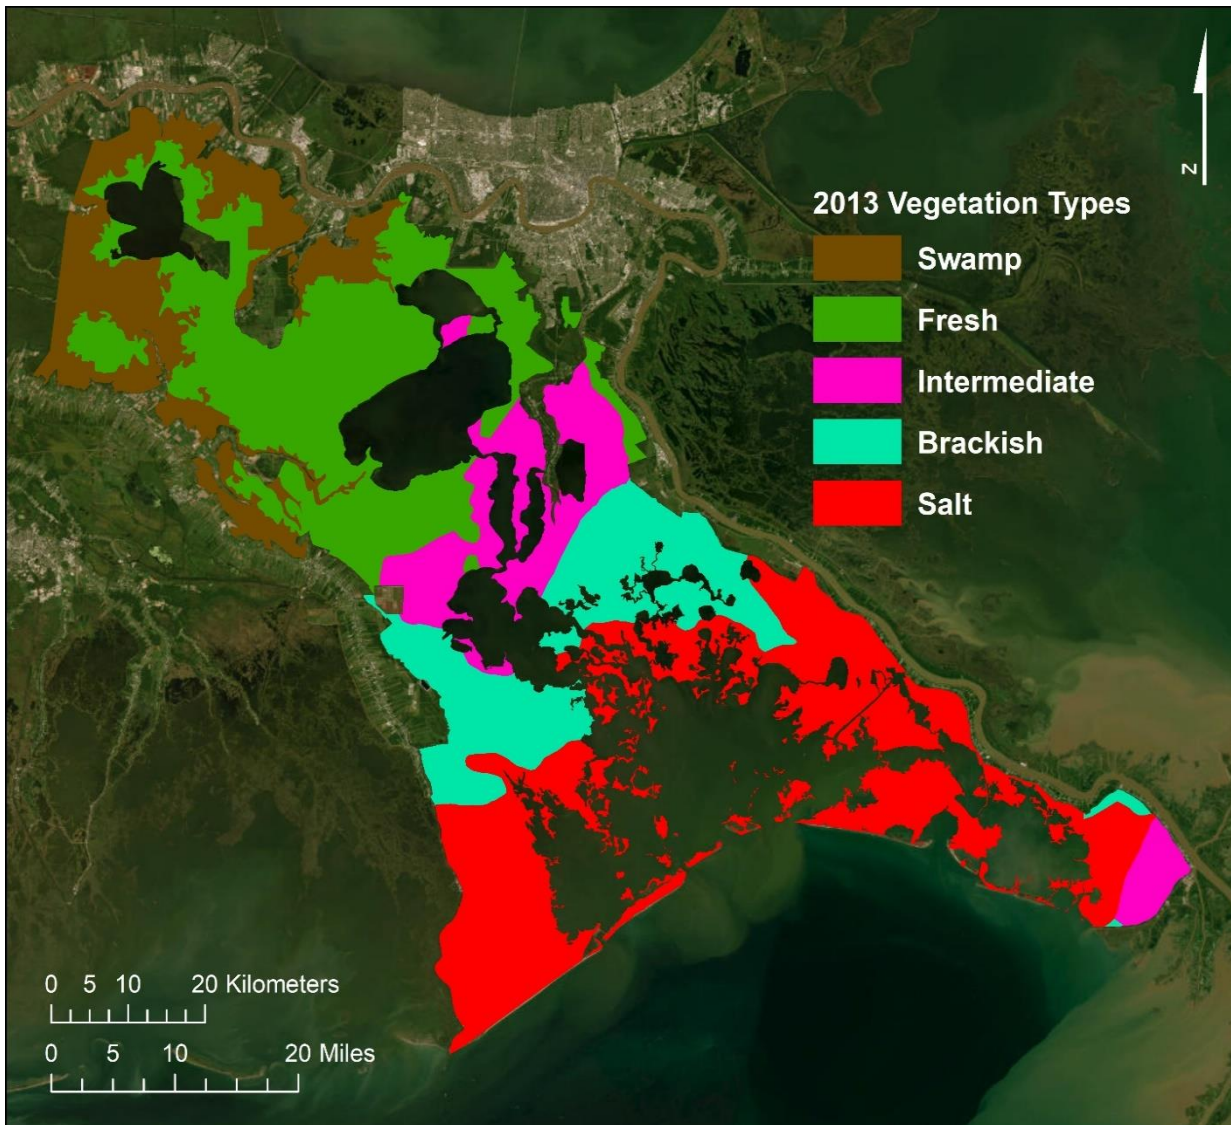 N
2013 Vegetation Types
Swamp
Fresh
Intermediate
Brackish
Salt
0 5 10 20 Kilometers
0 5 10 20 Miles